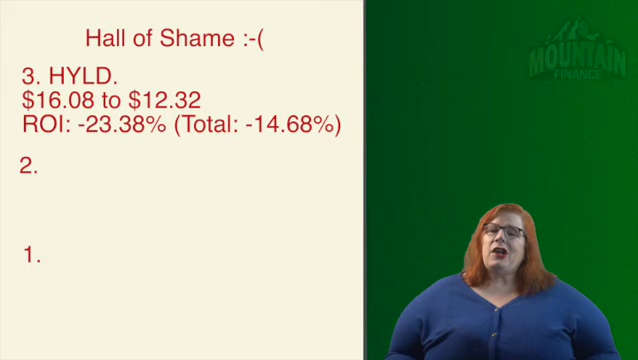 Hall of Shame :-(
3. HYLD.
$16.08 to $12.32
ROI: -23.38% (Total: -14.68%)
2.
1.
MOUNTAIN
FINANCE